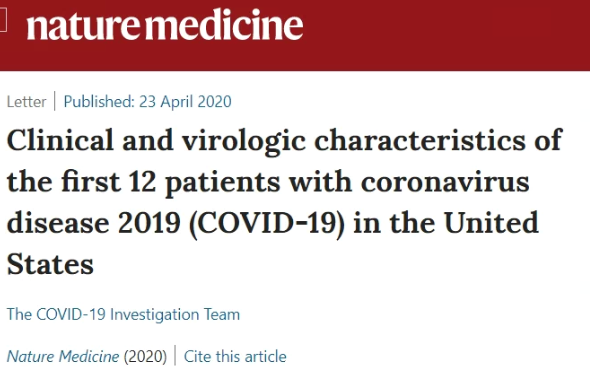 nature medicine
Letter | Published: 23 April 2020
Clinical and virologic characteristics of
the first 12 patients with coronavirus
disease 2019 (COVID-19) in the United
States
The COVID-19 Investigation Team
Nature Medicine (2020) | Cite this article